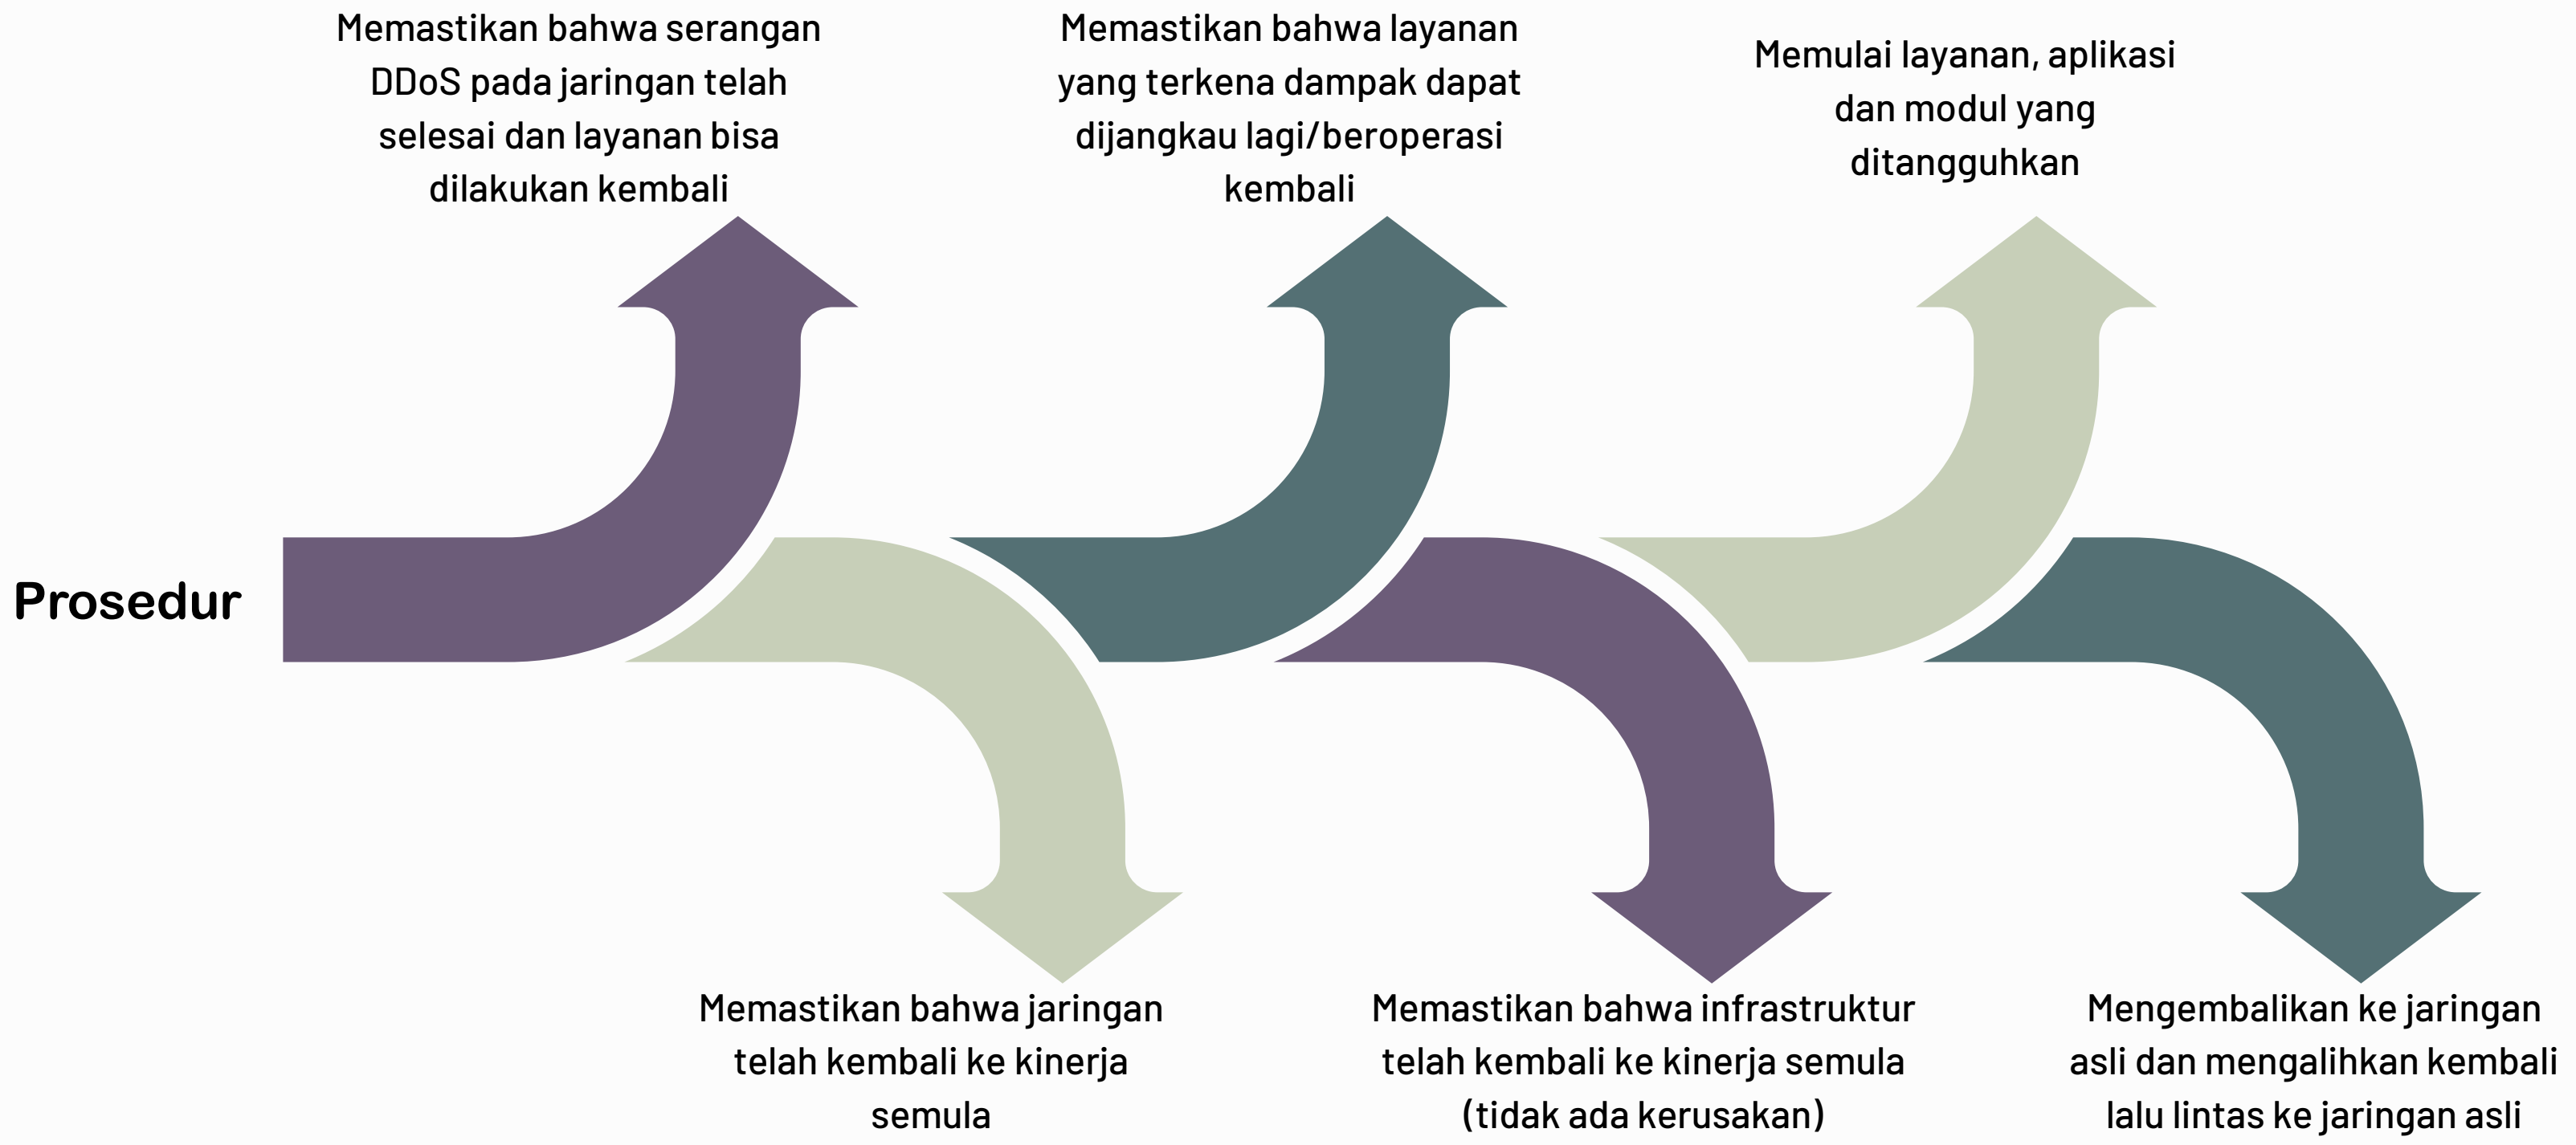 Memastikan bahwa serangan
DDoS pada jaringan telah
selesai dan layanan bisa
dilakukan kembali
Memastikan bahwa layanan
yang terkena dampak dapat
dijangkau lagi/beroperasi
kembali
Memulai layanan, aplikasi
dan modul yang
ditangguhkan
Prosedur
Memastikan bahwa jaringan
telah kembali ke kinerja
semula
Memastikan bahwa infrastruktur
telah kembali ke kinerja semula
(tidak ada kerusakan)
Mengembalikan ke jaringan
asli dan mengalihkan kembali
lalu lintas ke jaringan asli